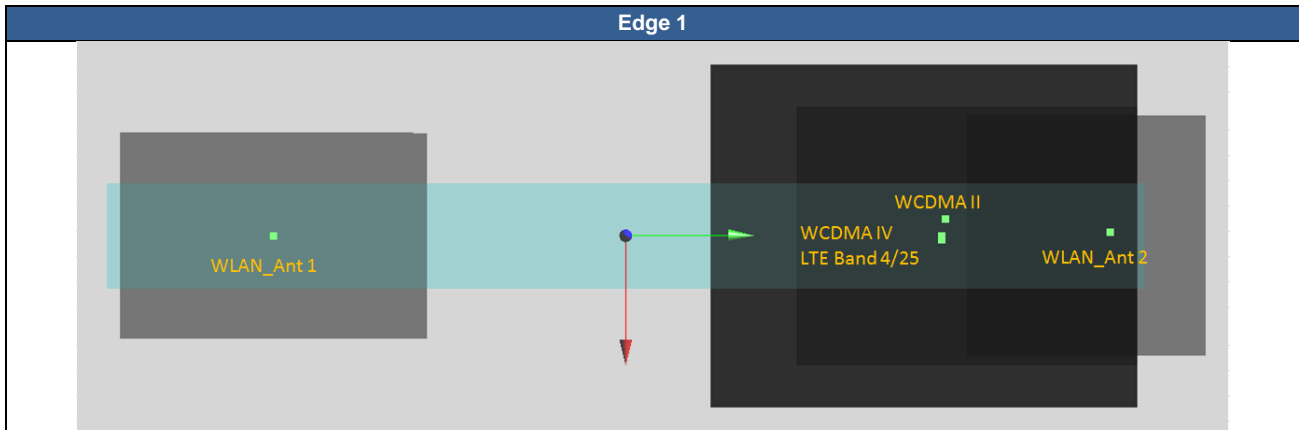 Edge 1
WCDMA II
WCDMA IV
LTE Band 4/25
WLAN_Ant 2
WLAN_Ant 1